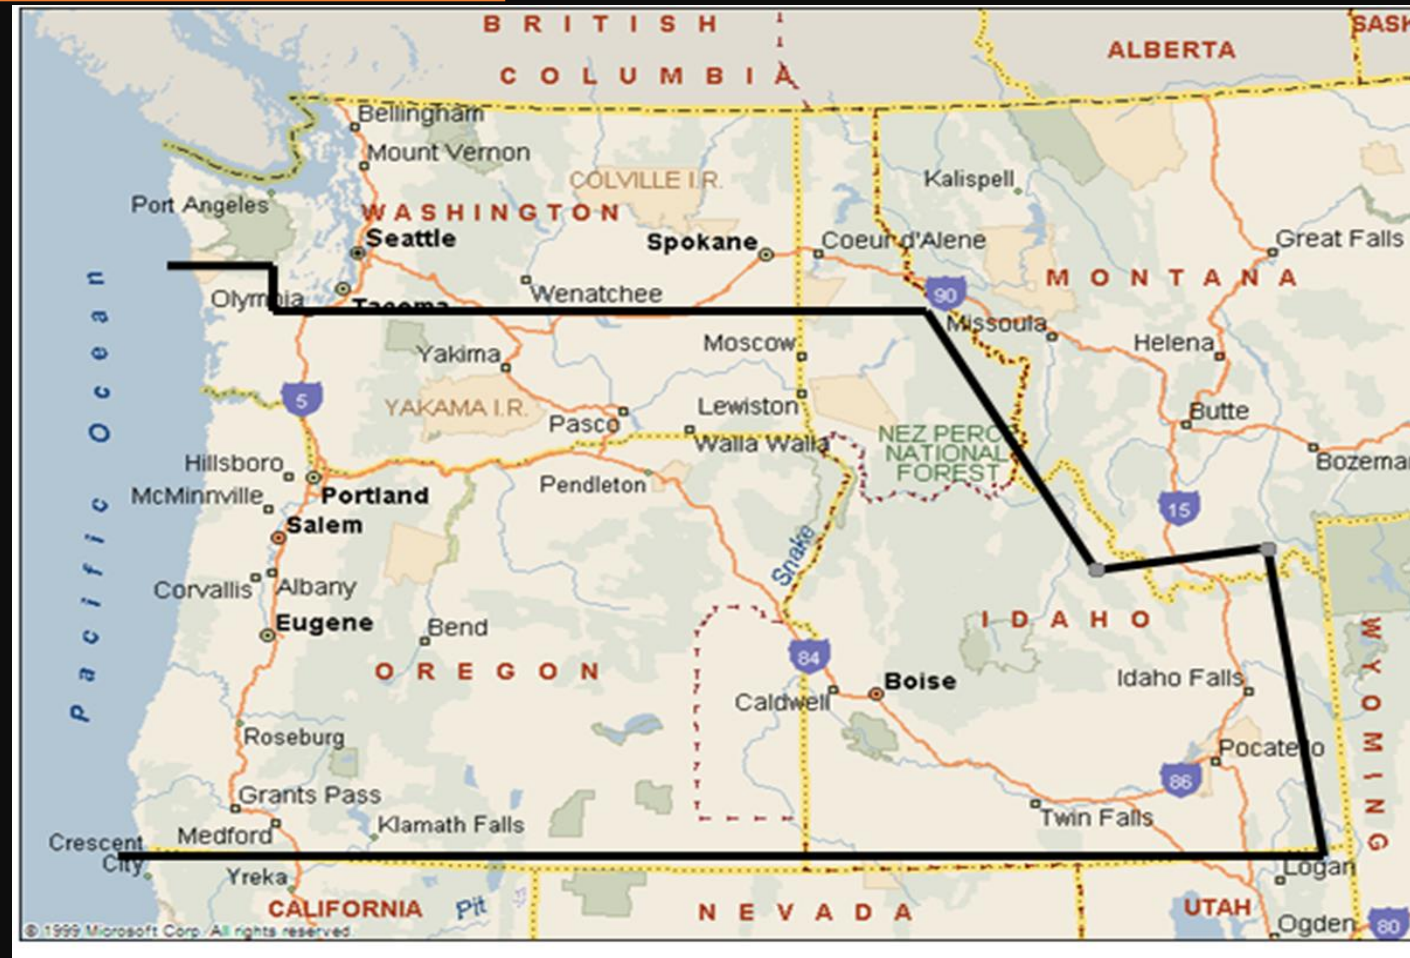 BRITISH
COLUMBIA
ALBERTA
SASK
Bellingham
Mount Vernon
COLVILLE I.R.
Kalispell
Port Angeles
WASHINGTON
Seattle
Spokane
Coeur d'Alene
Great Falls
MONTANA
90
Olympia
Tacoma
Wenatchee
Missoula
Moscow
Helena
Yakima
5
YAKAMA I.R.
Lewiston
Butte
Pasco
Walla Walla
NEZ PERC
NATIONAL
FOREST
Bozeman
Hillsboro
Pendleton
McMinnville
Portland
15
Salem
Snake
Corvallis
Albany
Eugene
Bend
IDAHO
Pacific Ocean
OREGON
84
Boise
Idaho Falls
WYOMING
Caldwell
Roseburg
Pocatello
86
Grants Pass
Twin Falls
Medford
Klamath Falls
Crescent
City
Logan
Yreka
CALIFORNIA
Pit
NEVADA
UTAH
Ogden
80
© 1999 Microsoft Corp. All rights reserved.